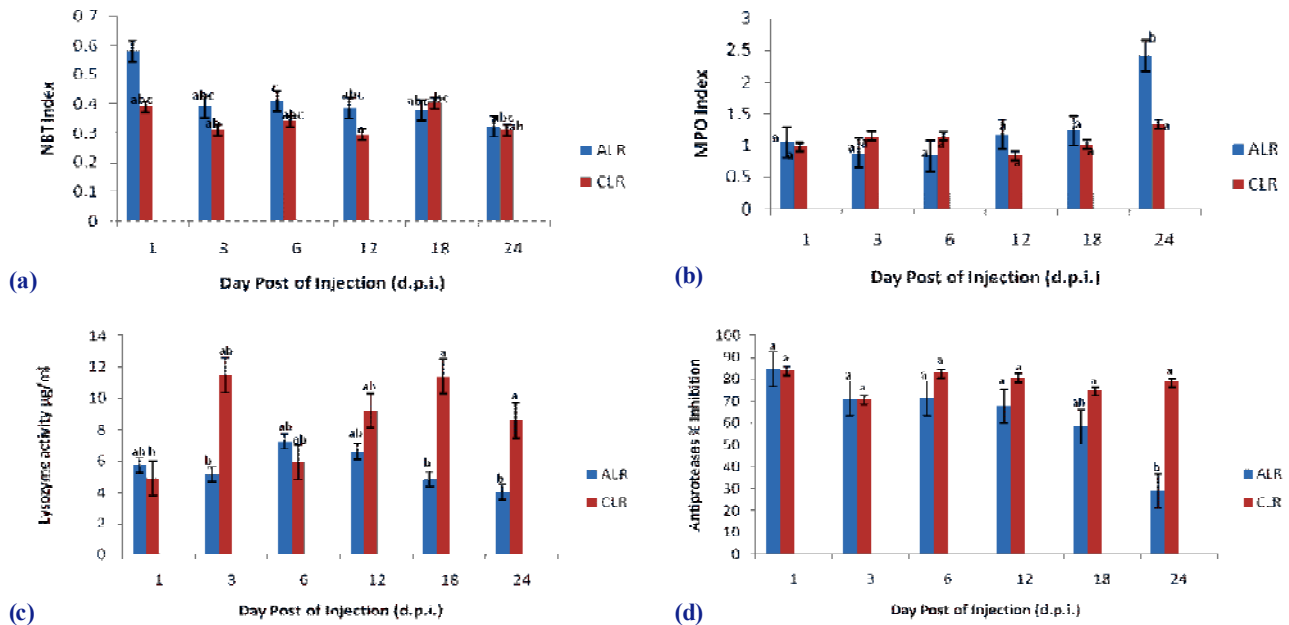 NBT Index
0.7
0.6
0.5
0.4
0.3
0.2
0.1
0
abc
abc
ab
c
abc
abc
a
abc
abc
abc
ab
ALR
CLR
1 3 6 12 18 24
Day Post of Injection (d.p.i.)
(a)
MPO Index
3
2.5
2
1.5
1
0.5
0
a
a
a
a
a
a
a
a
a
a
b
a
ALR
CLR
1 3 6 12 18 24
Day Post of Injection (d.p.i.)
(b)
Lysozyme activity µg/ml
14
12
10
8
6
4
2
0
ab
b
b
ab
ab
ab
ab
ab
b
a
b
a
ALR
CLR
1 3 6 12 18 24
Day Post of Injection (d.p.i.)
(c)
Antiproteases % Inhibition
100
90
80
70
60
50
40
30
20
10
0
a
a
a
a
a
a
a
a
ab
a
b
a
ALR
CLR
1 3 6 12 18 24
Day Post of Injection (d.p.i.)
(d)